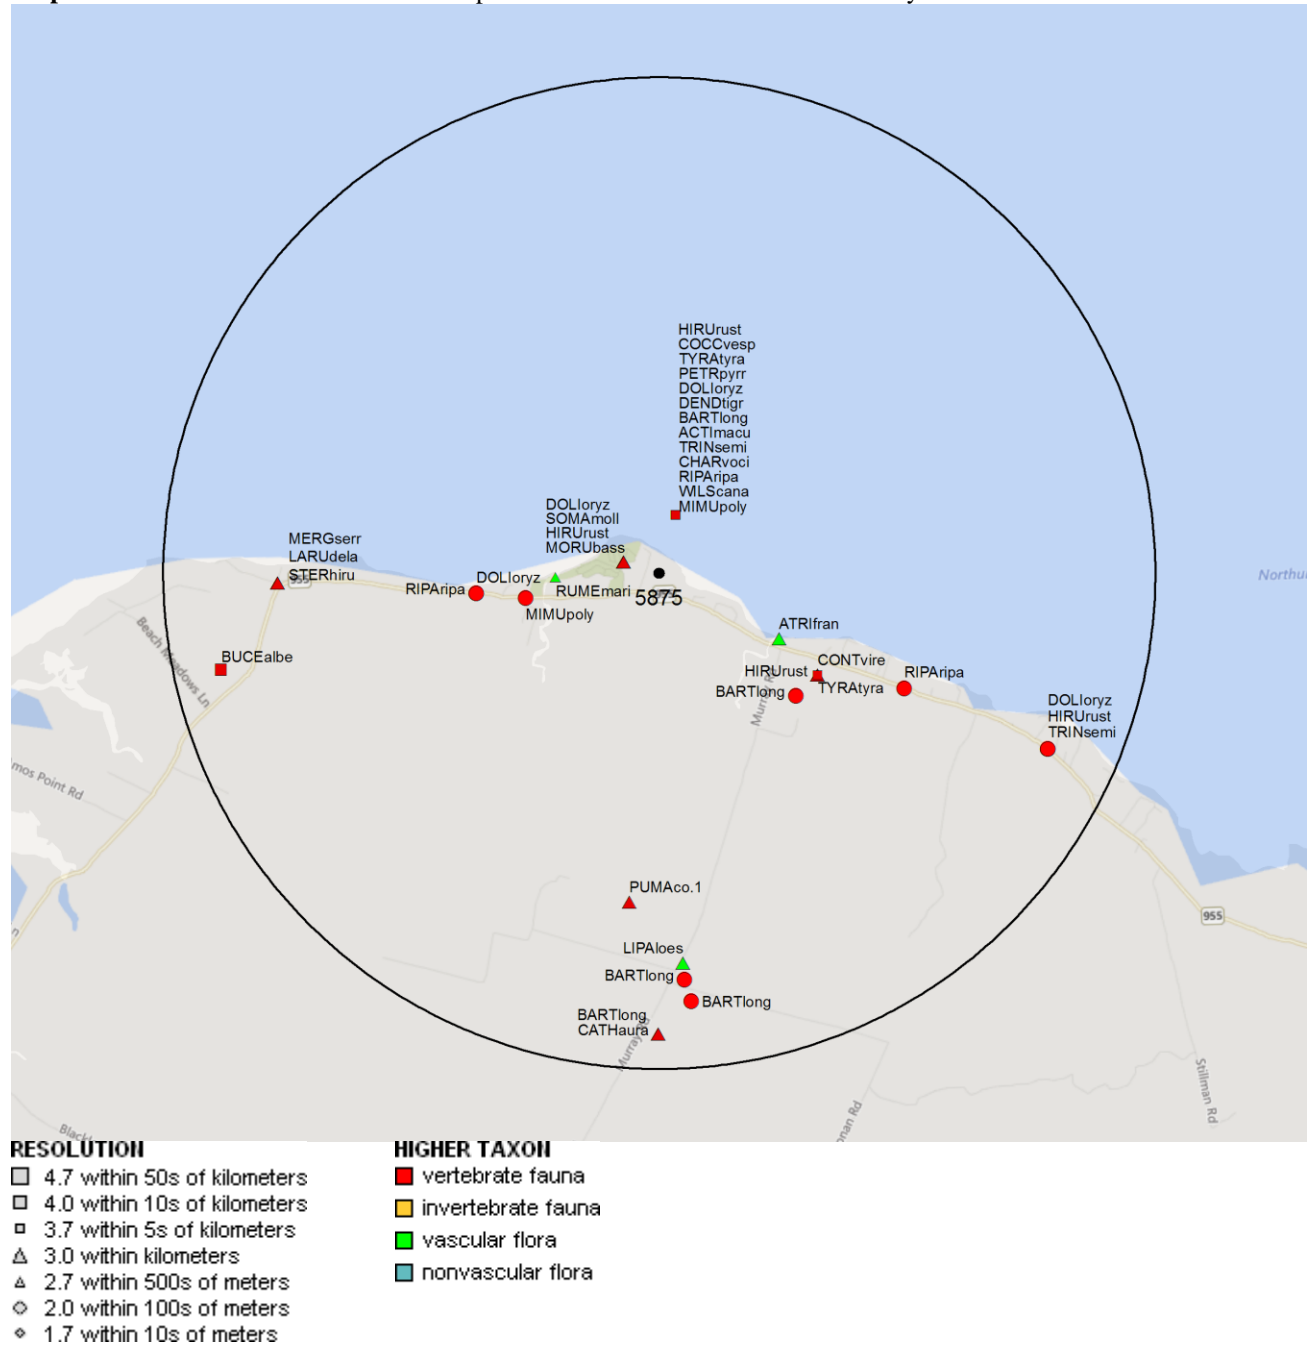 HIRUrust
COCCvesp
TYRAtyra
PETRpyrr
DOLIoryz
DENDtigr
BARTlong
ACTImacu
TRINsemi
CHARvoci
RIPAripa
WILScana
MIMUpoly
DOLIoryz
SOMAmoll
HIRUrust
MORUbass
MERGserr
LARUdela
STERhiru
955
RIPAripa
DOLIoryz
RUMEmari
MIMUpoly
5875
Northu
ATRIfran
BUCEalbe
Beach Meadows Ln
HIRUrust
CONTvire
TYRAtyra
BARTlong
RIPAripa
DOLIoryz
HIRUrust
TRINsemi
mos Point Rd
PUMAco.1
955
LIPAloes
BARTlong
BARTlong
BARTlong
CATHaura
Murray Rd
Stillman Rd
nan Rd
RESOLUTION
4.7 within 50s of kilometers
4.0 within 10s of kilometers
3.7 within 5s of kilometers
3.0 within kilometers
2.7 within 500s of meters
2.0 within 100s of meters
1.7 within 10s of meters
HIGHER TAXON
vertebrate fauna
invertebrate fauna
vascular flora
nonvascular flora